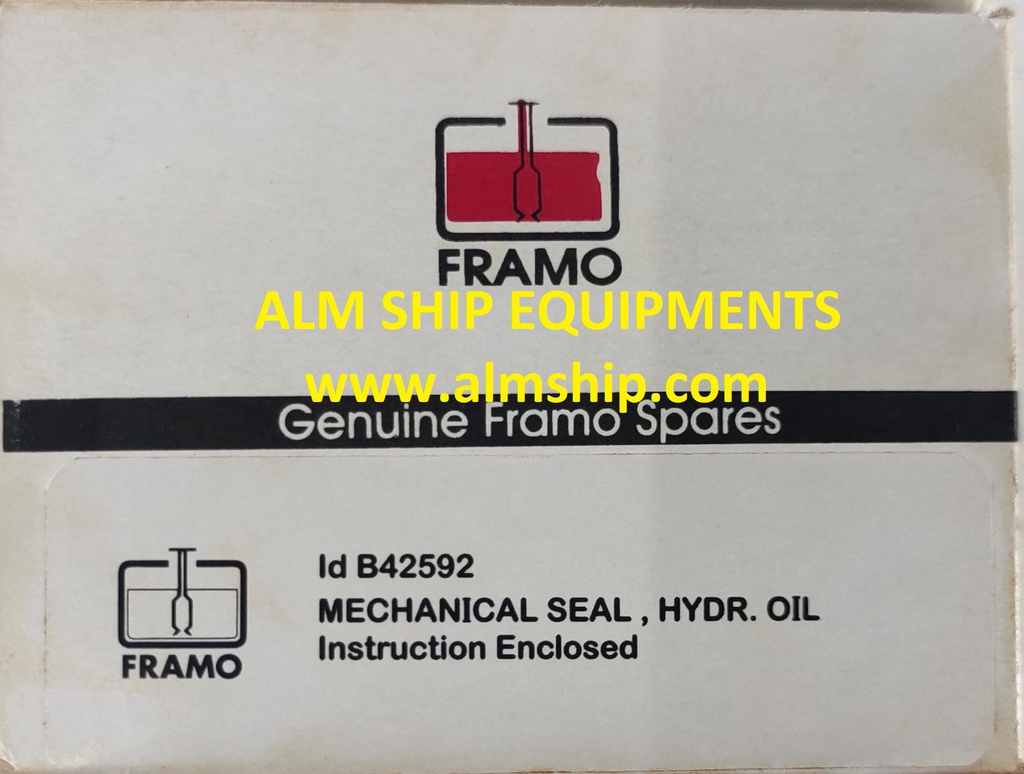 FRAMO
ALM SHIP EQUIPMENTS
www.almship.com
Genuine Framo Spares
Id B42592
MECHANICAL SEAL , HYDR. OIL
Instruction Enclosed
FRAMO